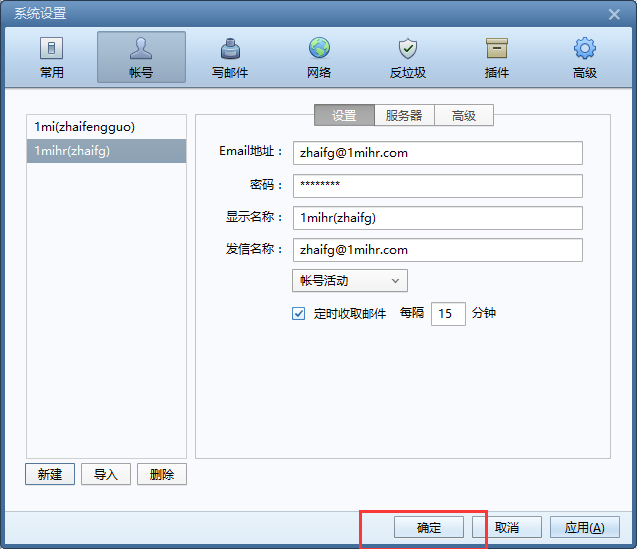 系统设置
常用 帐号 写邮件 网络 反垃圾 插件 高级
设置 服务器 高级
1mi(zhaifengguo)
1mihr(zhaifg)
Email地址： zhaifg@1mihr.com
密码： ********
显示名称： 1mihr(zhaifg)
发信名称： zhaifg@1mihr.com
帐号活动
定时收取邮件 每隔 15 分钟
新建 导入 删除
确定 取消 应用(A)